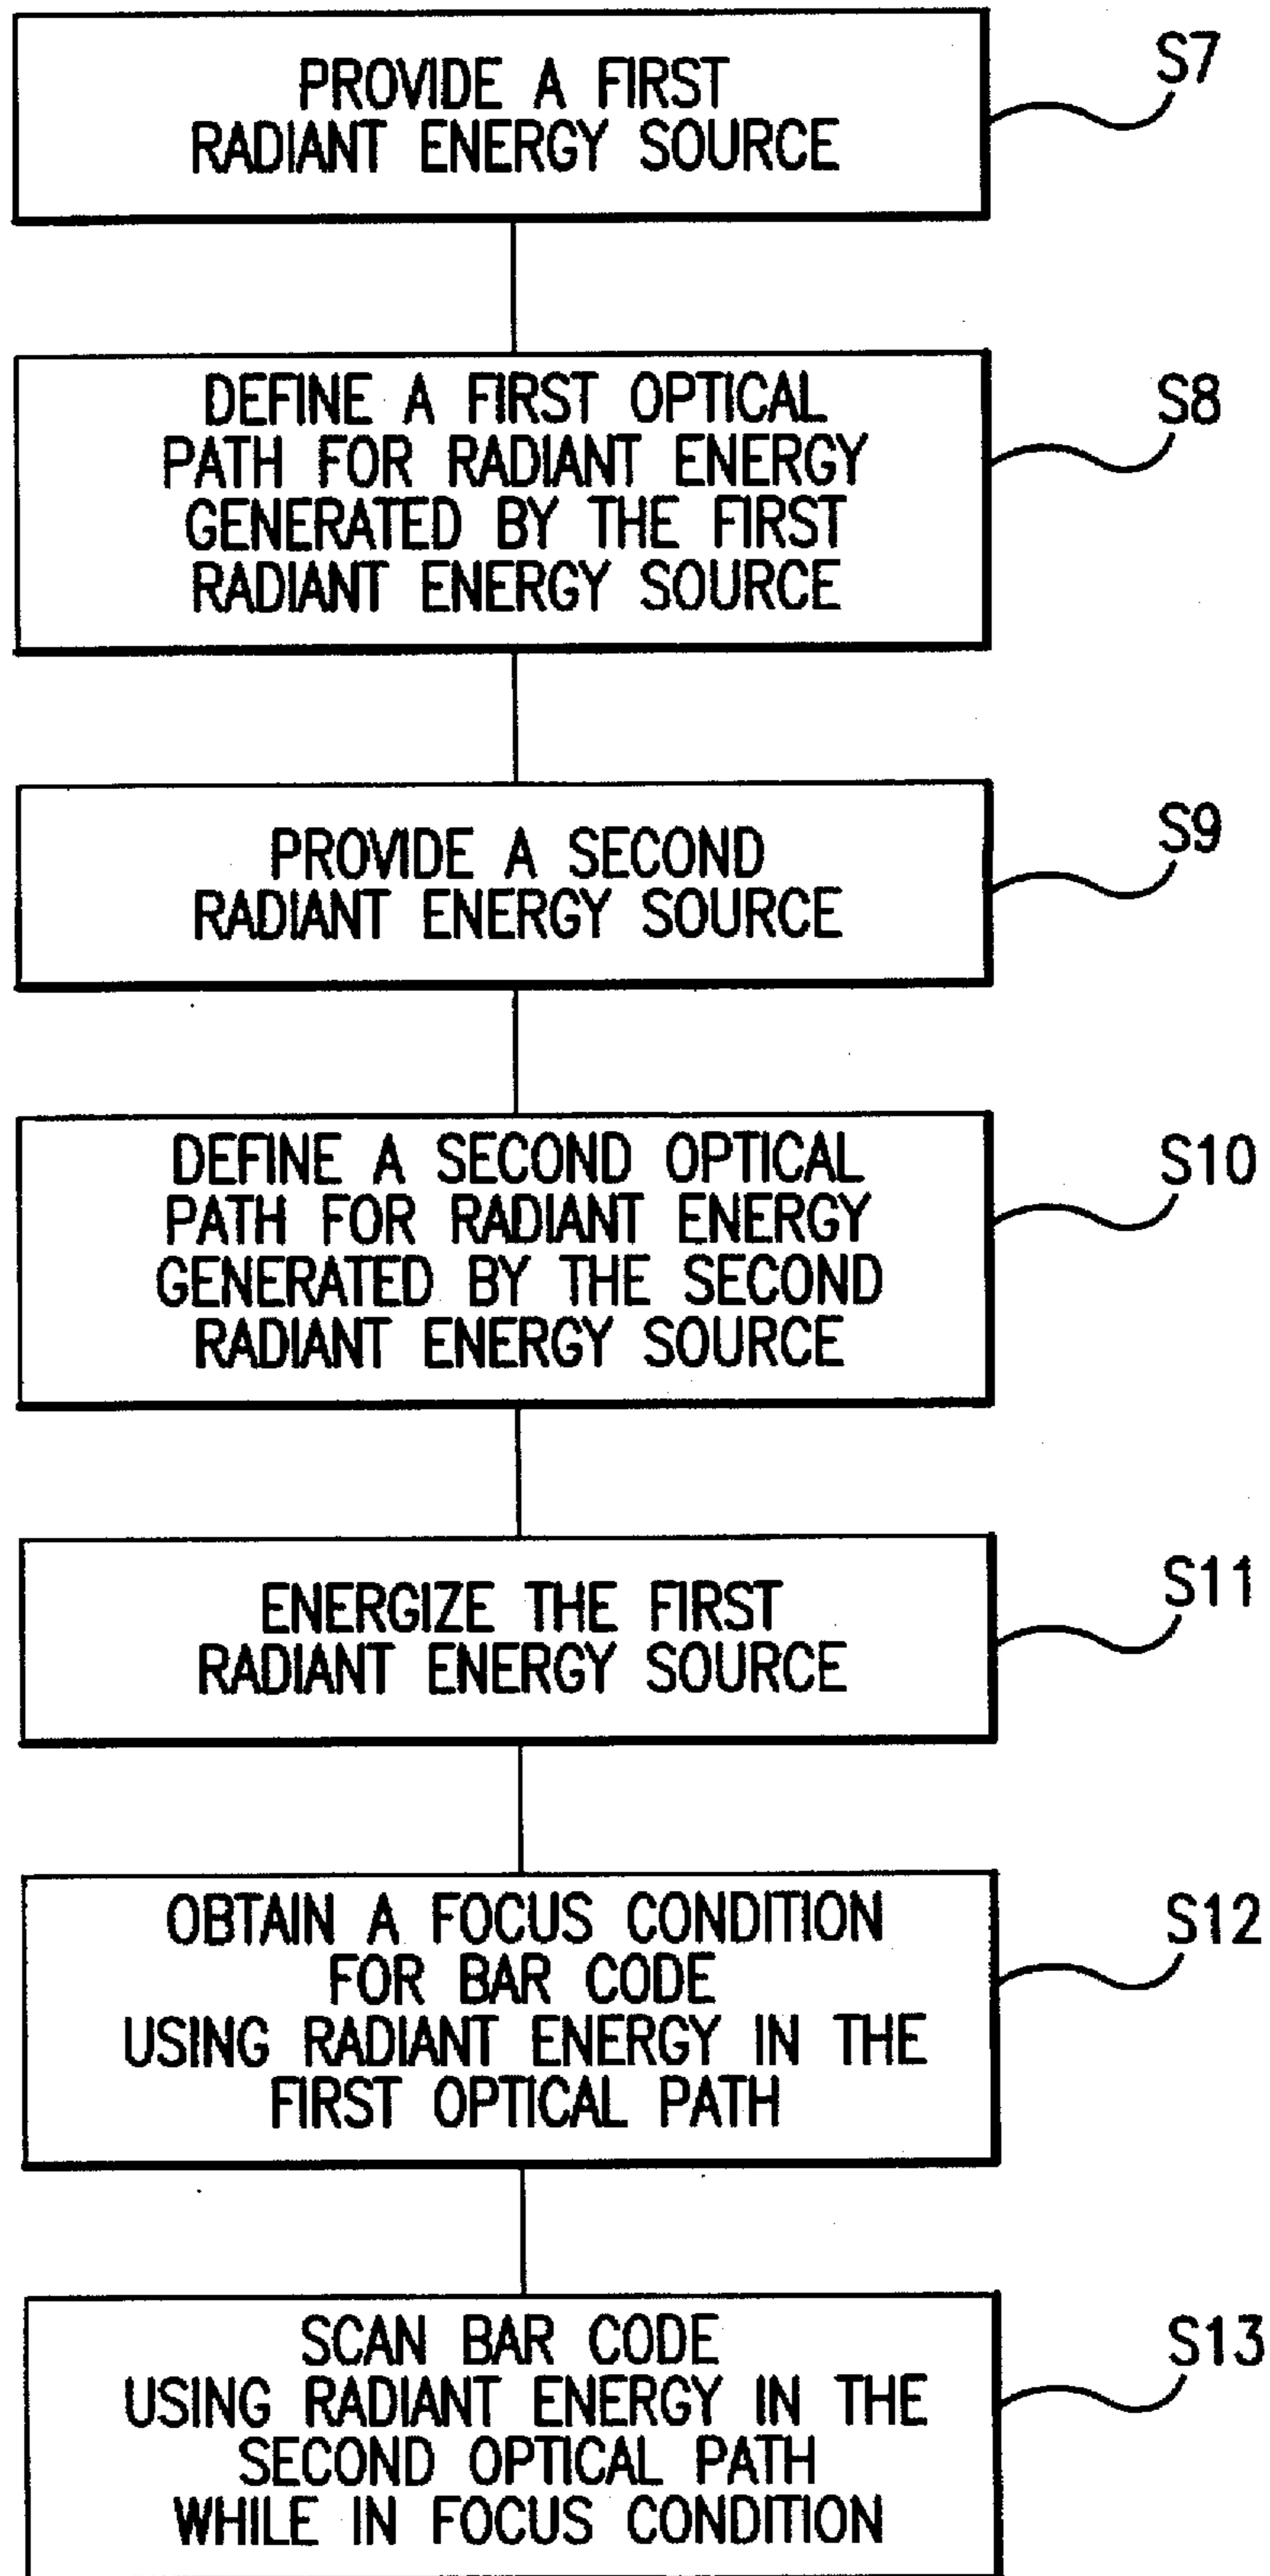 PROVIDE A FIRST
RADIANT ENERGY SOURCE
S7
DEFINE A FIRST OPTICAL
PATH FOR RADIANT ENERGY
GENERATED BY THE FIRST
RADIANT ENERGY SOURCE
S8
PROVIDE A SECOND
RADIANT ENERGY SOURCE
S9
DEFINE A SECOND OPTICAL
PATH FOR RADIANT ENERGY
GENERATED BY THE SECOND
RADIANT ENERGY SOURCE
S10
ENERGIZE THE FIRST
RADIANT ENERGY SOURCE
S11
OBTAIN A FOCUS CONDITION
FOR BAR CODE
USING RADIANT ENERGY IN THE
FIRST OPTICAL PATH
S12
SCAN BAR CODE
USING RADIANT ENERGY IN THE
SECOND OPTICAL PATH
WHILE IN FOCUS CONDITION
S13